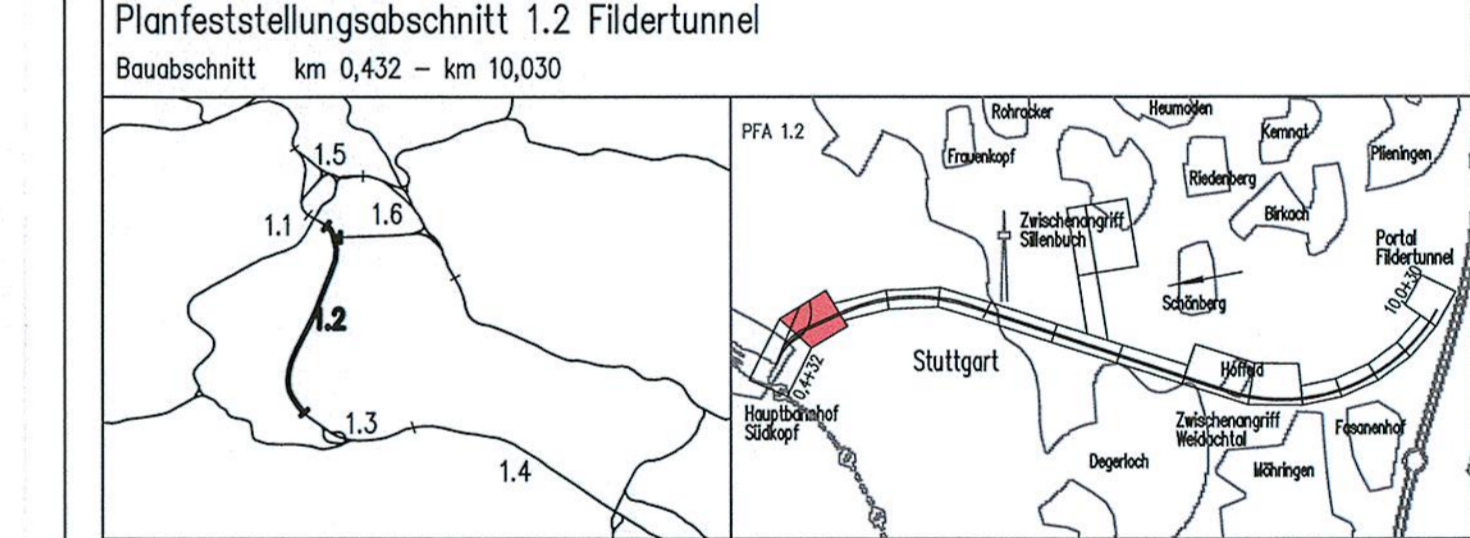 Planfeststellungsabschnitt 1.2 Fildertunnel
Bauabschnitt km 0,432 – km 10,030
1.5
1.6
1.1
1.2
1.3
1.4
PFA 1.2
Rohracker
Heumaden
Kemnat
Frauenkopf
Plieningen
Riedenberg
Birkach
Zwischenangriff
Sillenbuch
Portal
Fildertunnel
10,0+30
Schönberg
Stuttgart
Hoffeld
0,4+32
Hauptbahnhof
Südkopf
Zwischenangriff
Weidachtal
Fasanenhof
Degerloch
Möhringen